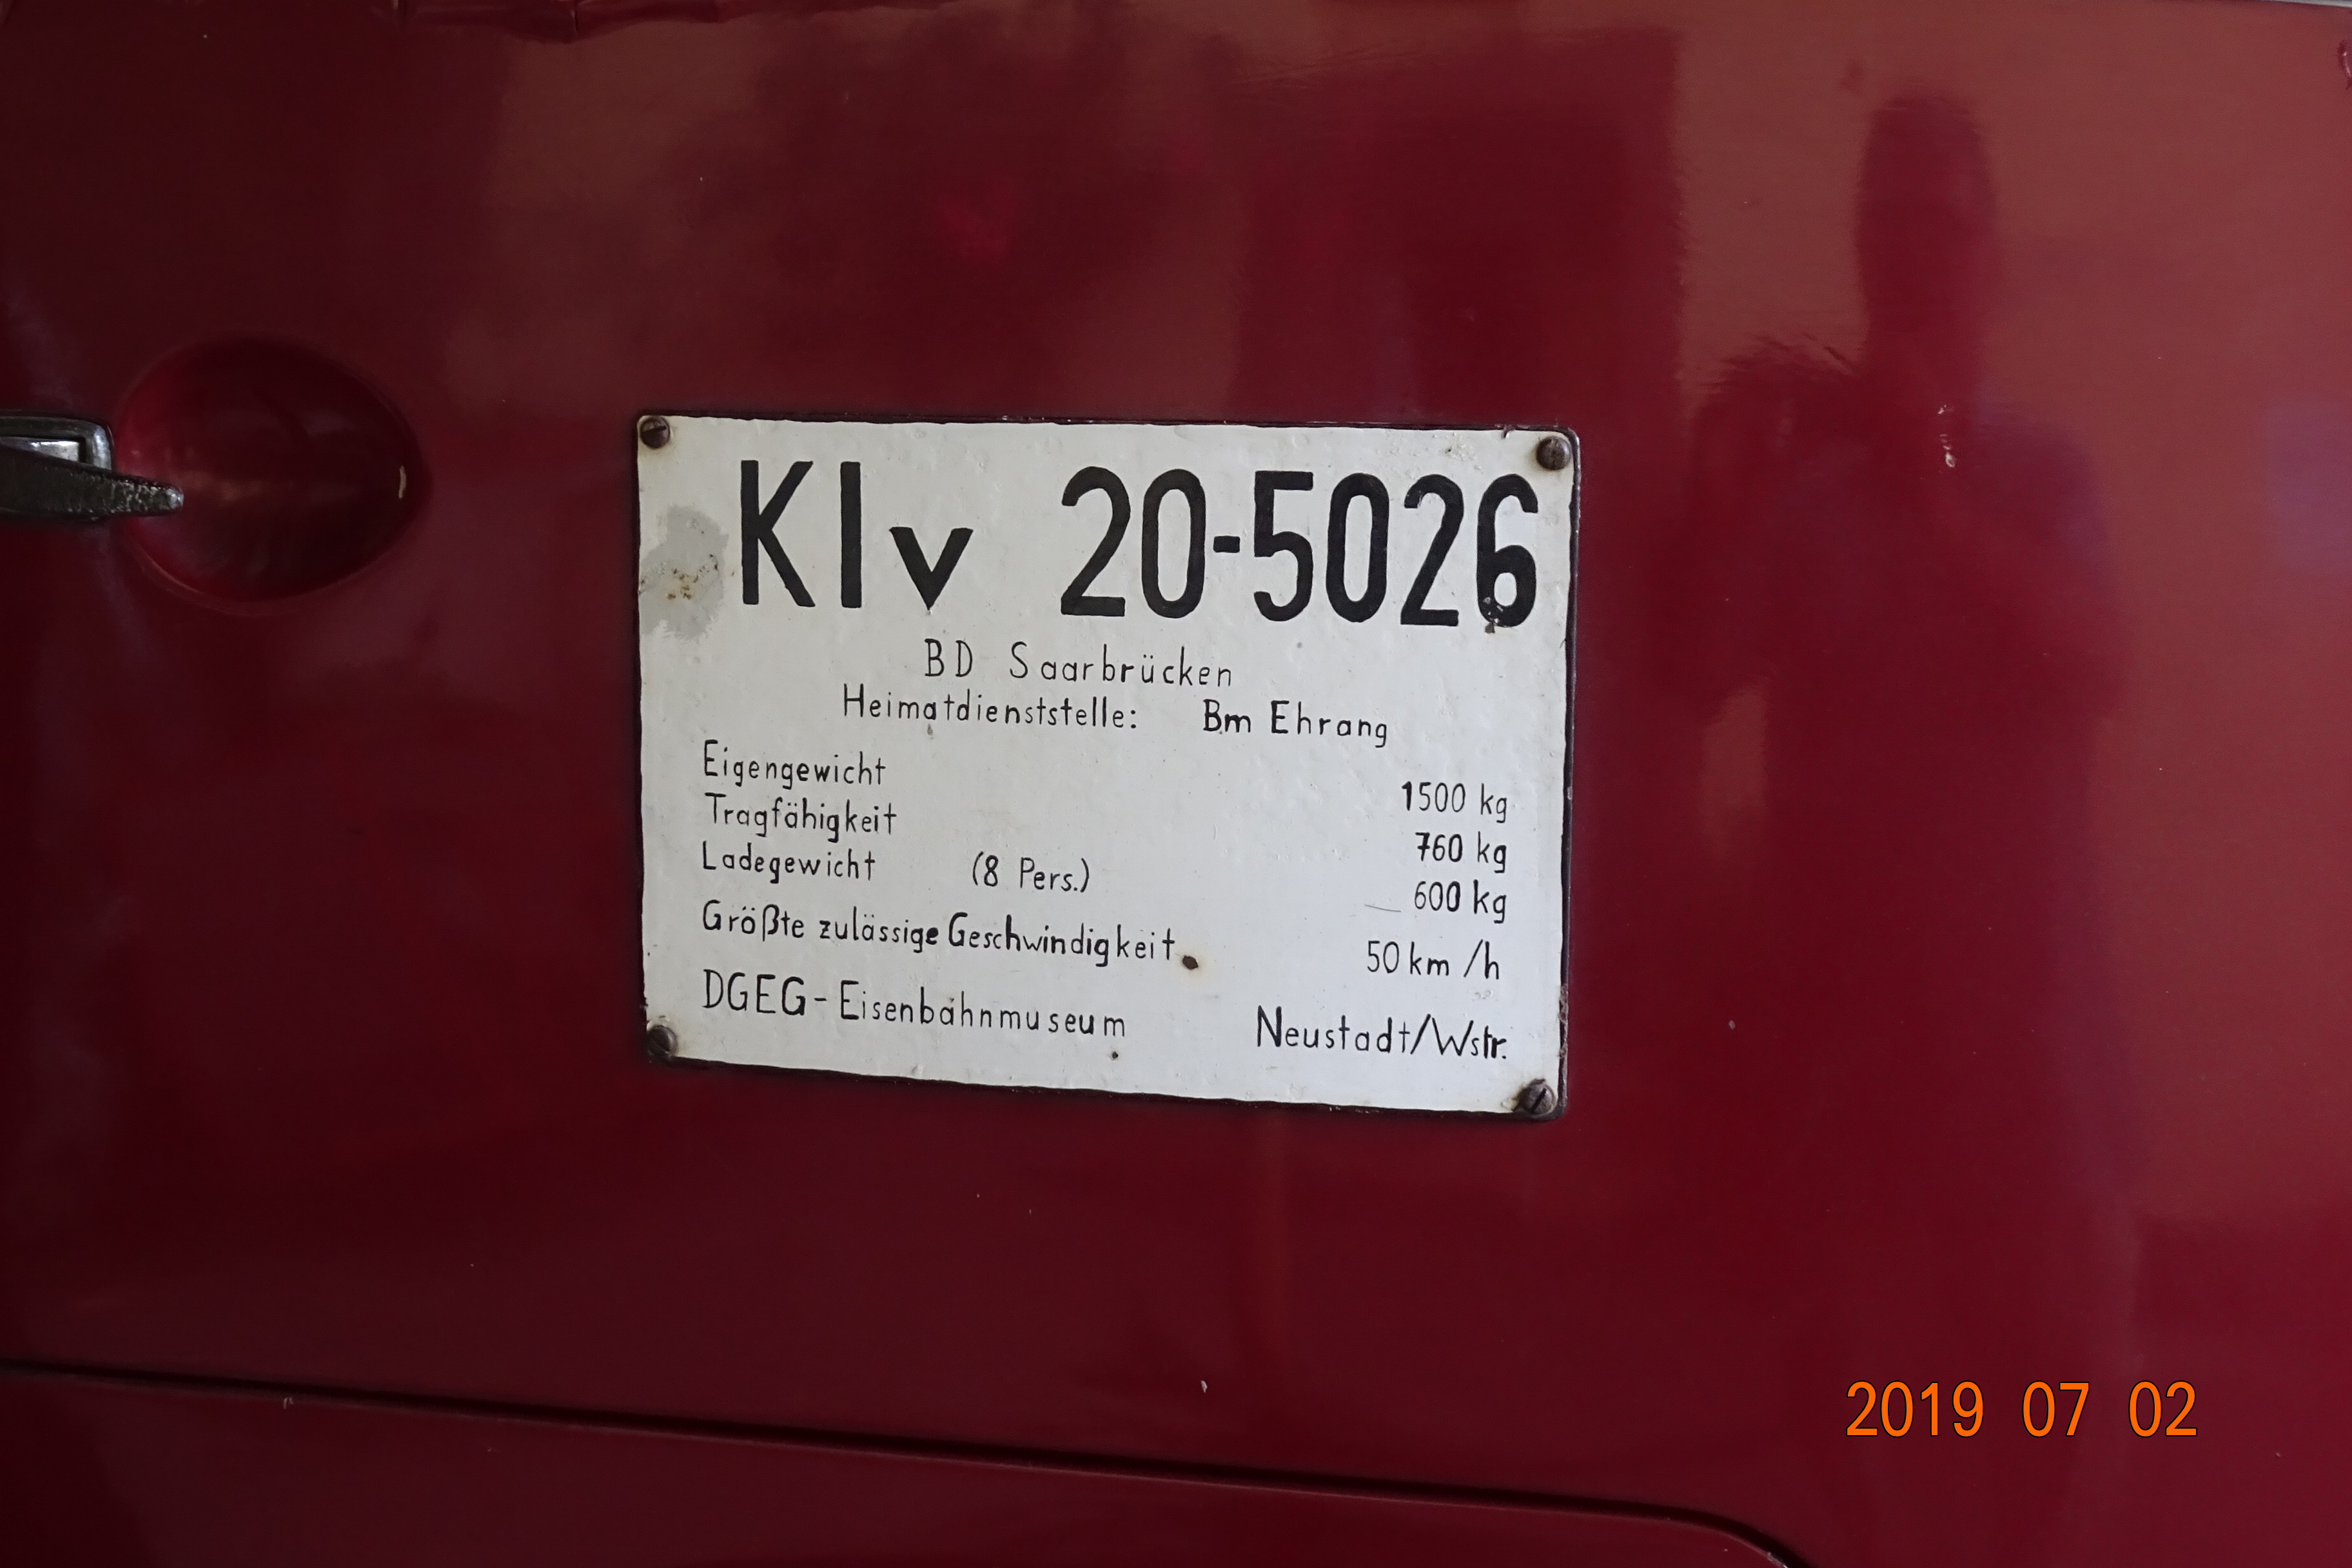 Klv 20-5026
BD Saarbrücken
Heimatdienststelle: Bm Ehrang
Eigengewicht 1500 kg
Tragfähigkeit 760 kg
Ladegewicht (8 Pers.) 600 kg
Größte zulässige Geschwindigkeit 50 km/h
DGEG-Eisenbahnmuseum Neustadt/Wstr.
2019 07 02